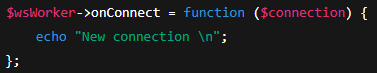 $wsWorker->onConnect = function ($connection) {
    echo "New connection \n";
};